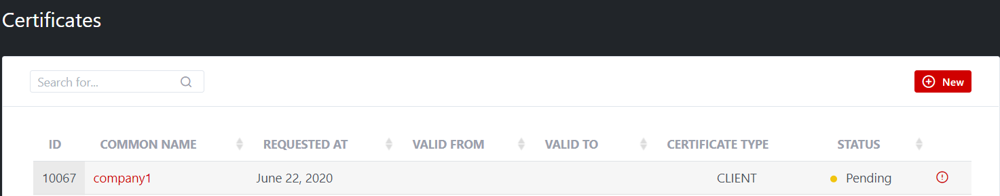 Certificates
Search for...
New
ID COMMON NAME REQUESTED AT VALID FROM VALID TO CERTIFICATE TYPE STATUS
10067 company1 June 22, 2020 CLIENT Pending